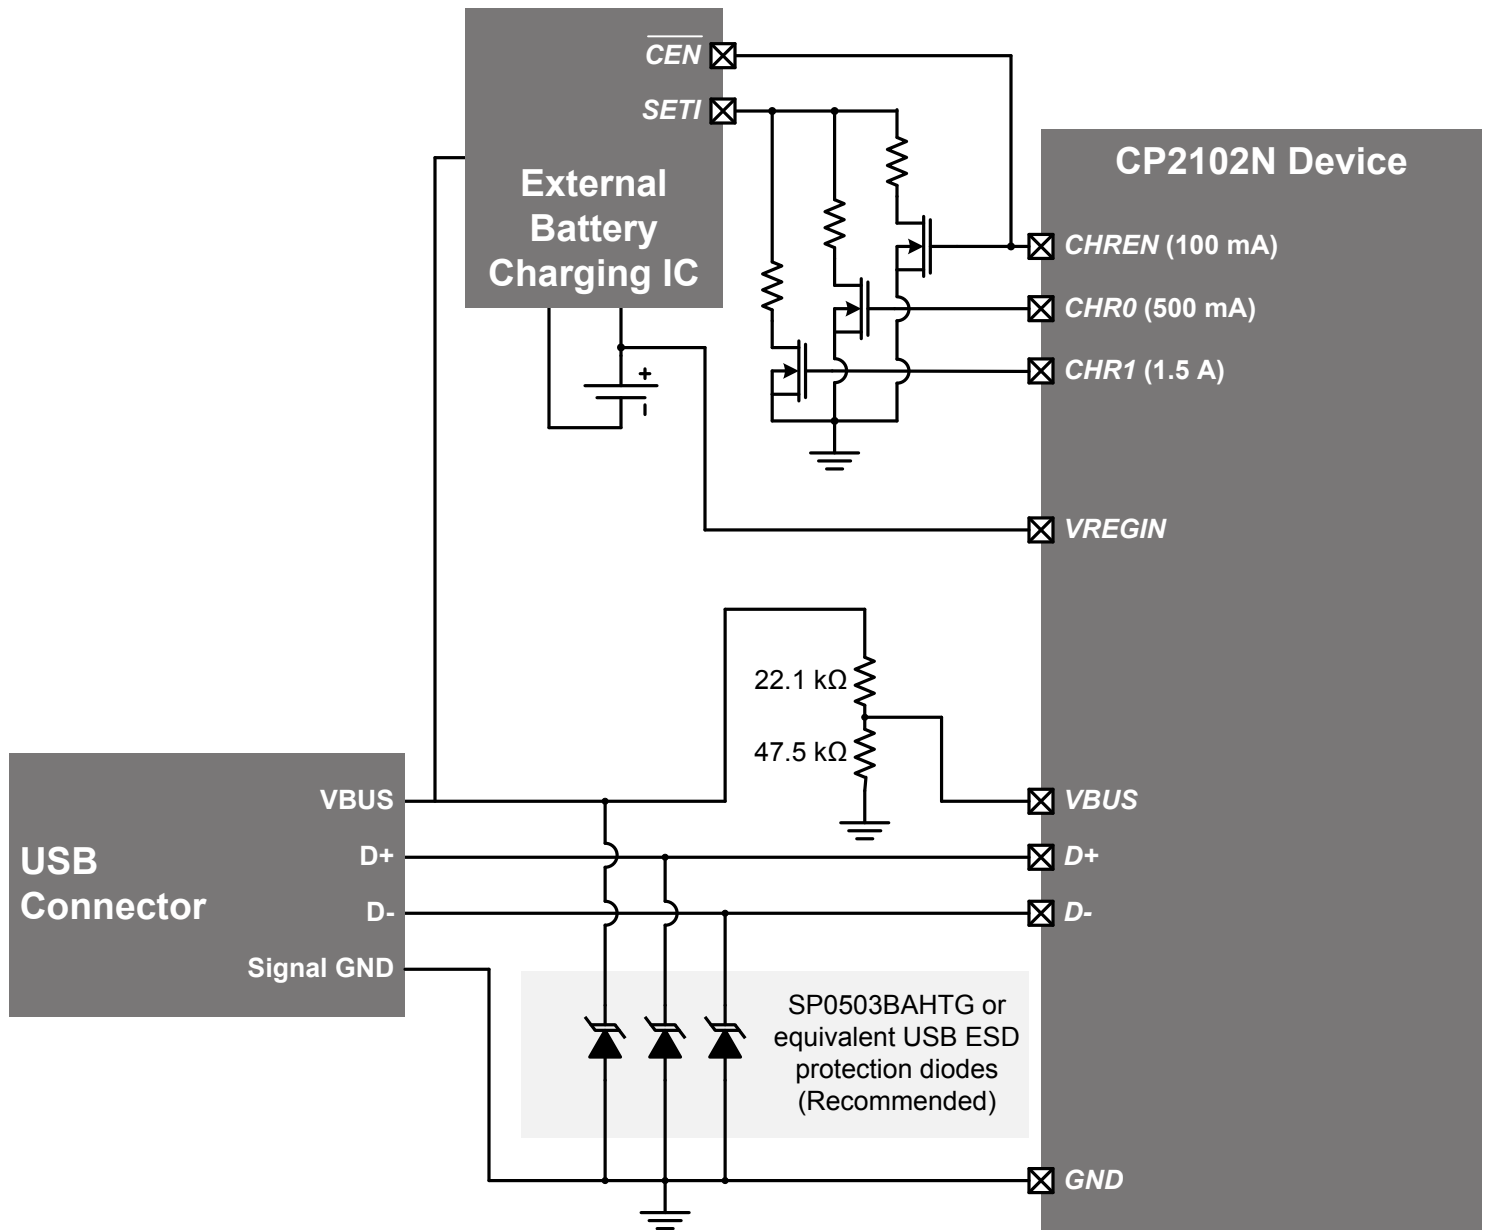 CEN
SETI
External
Battery
Charging IC
+
-
CP2102N Device
CHREN (100 mA)
CHR0 (500 mA)
CHR1 (1.5 A)
VREGIN
22.1 kΩ
47.5 kΩ
VBUS
D+
D-
GND
USB
Connector
VBUS
D+
D-
Signal GND
SP0503BAHTG or
equivalent USB ESD
protection diodes
(Recommended)